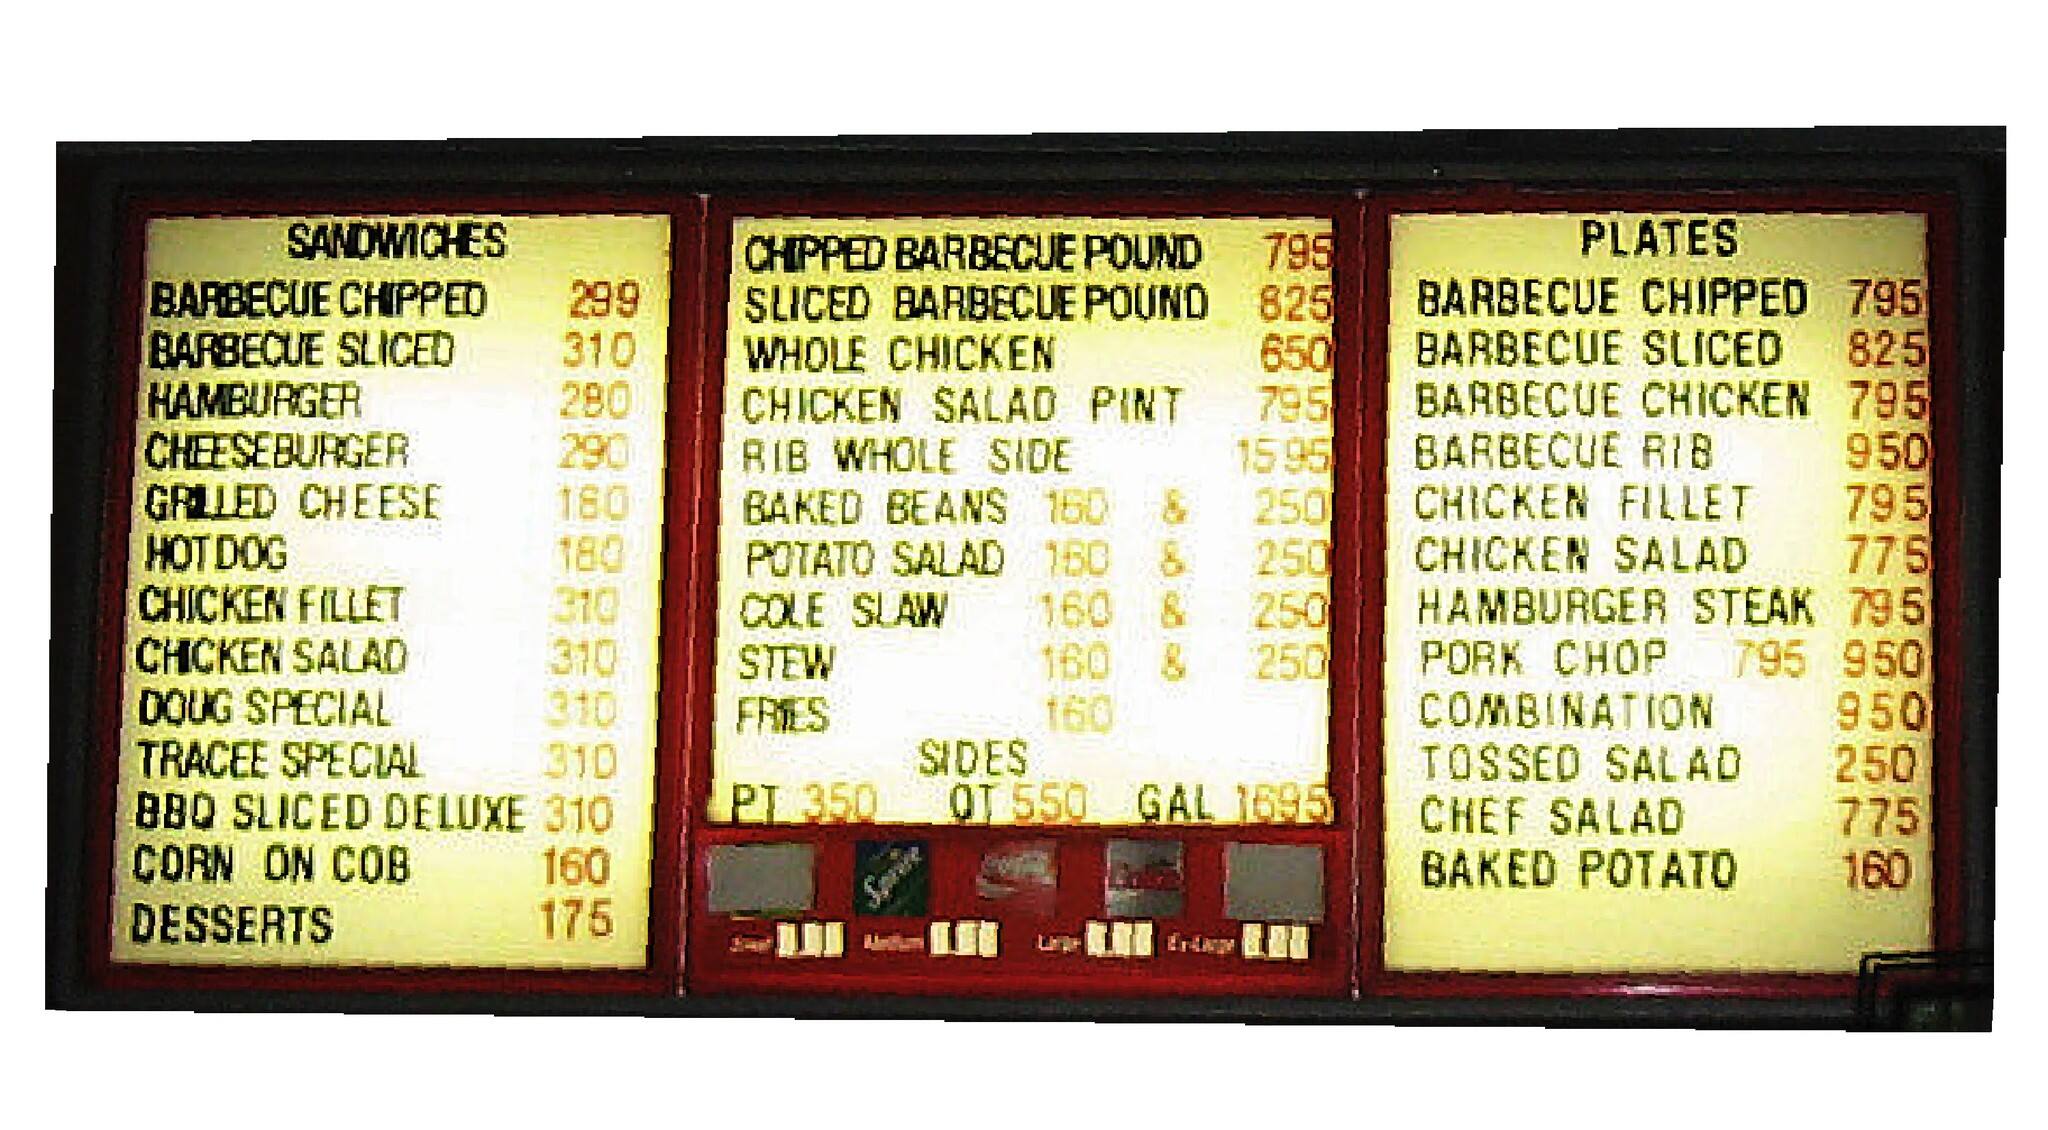 SANDWICHES
BARBECUE CHIPPED 299
BARBECUE SLICED 310
HAMBURGER 280
CHEESEBURGER 290
GRILLED CHEESE 180
HOT DOG 180
CHICKEN FILLET 310
CHICKEN SALAD 310
DOUG SPECIAL 310
TRACEE SPECIAL 310
BBQ SLICED DELUXE 310
CORN ON COB 160
DESSERTS 175
CHIPPED BARBECUE POUND 795
SLICED BARBECUE POUND 825
WHOLE CHICKEN 650
CHICKEN SALAD PINT 795
RIB WHOLE SIDE 1595
BAKED BEANS 160 & 250
POTATO SALAD 160 & 250
COLE SLAW 160 & 250
STEW 160 & 250
FRIES 160
SIDES
PT 350 QT 550 GAL 1695
Sprite
Small Medium Large Ex-Large
PLATES
BARBECUE CHIPPED 795
BARBECUE SLICED 825
BARBECUE CHICKEN 795
BARBECUE RIB 950
CHICKEN FILLET 795
CHICKEN SALAD 775
HAMBURGER STEAK 795
PORK CHOP 795 950
COMBINATION 950
TOSSED SALAD 250
CHEF SALAD 775
BAKED POTATO 160